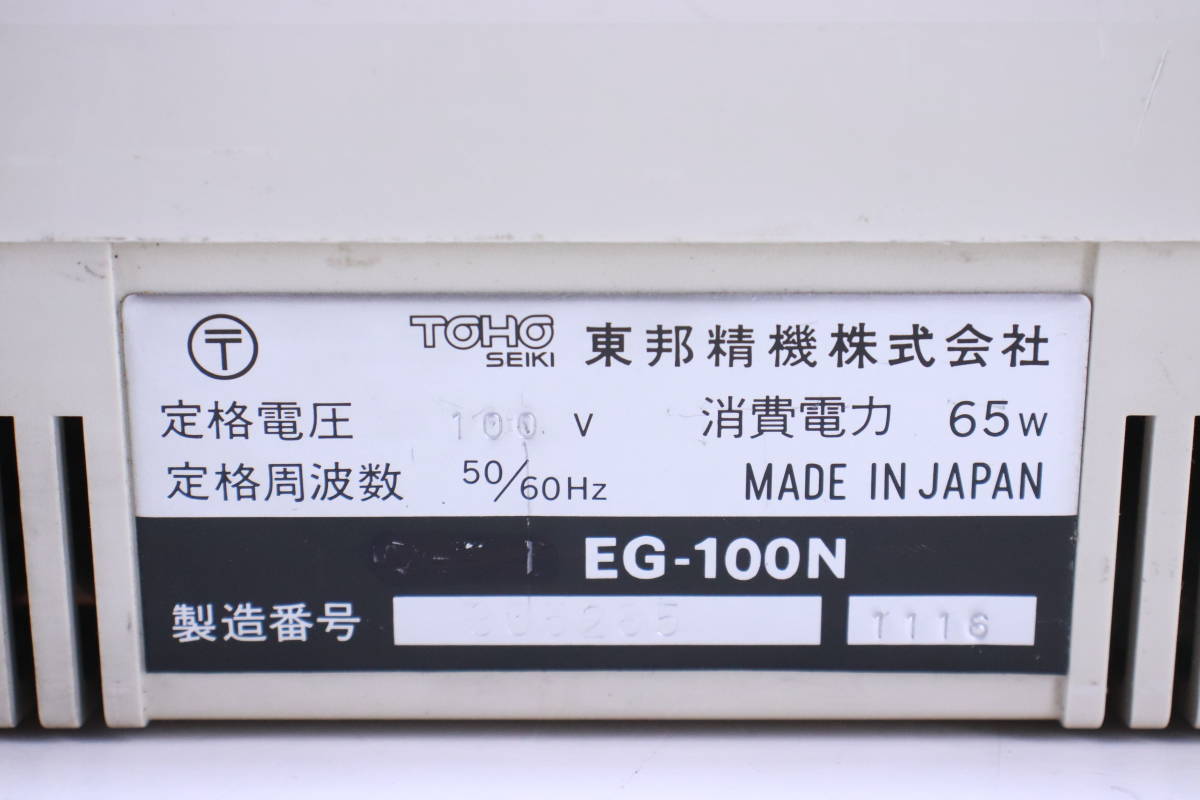 〒 TOHO SEIKI 東邦精機株式会社
定格電圧 100 V 消費電力 65W
定格周波数 50/60Hz MADE IN JAPAN
EG-100N
製造番号